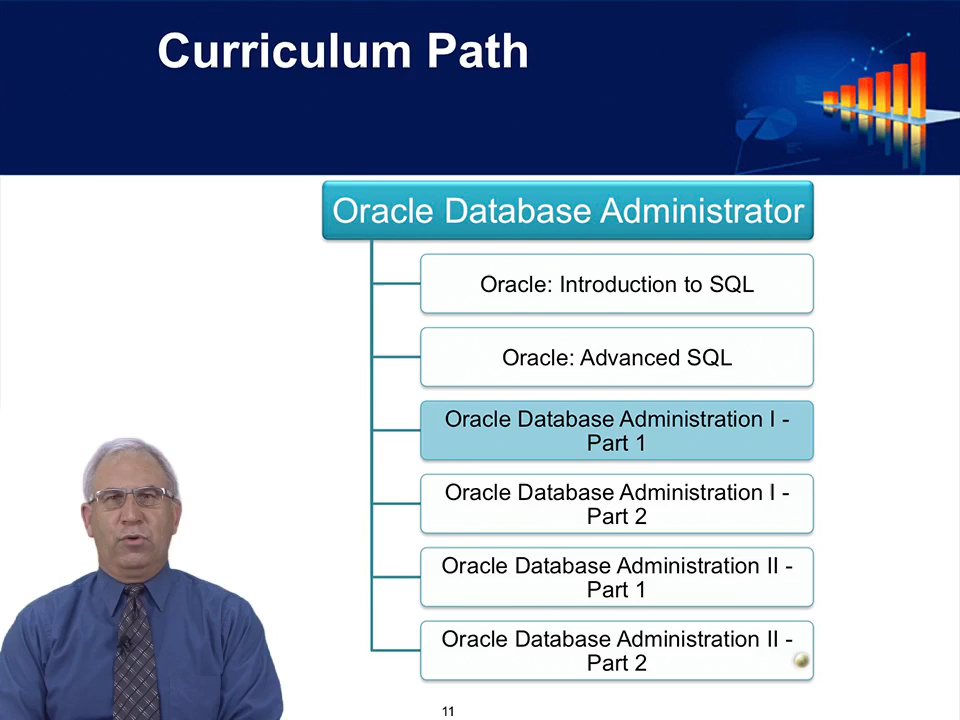 Curriculum Path
Oracle Database Administrator
Oracle: Introduction to SQL
Oracle: Advanced SQL
Oracle Database Administration I -
Part 1
Oracle Database Administration I -
Part 2
Oracle Database Administration II -
Part 1
Oracle Database Administration II -
Part 2
11